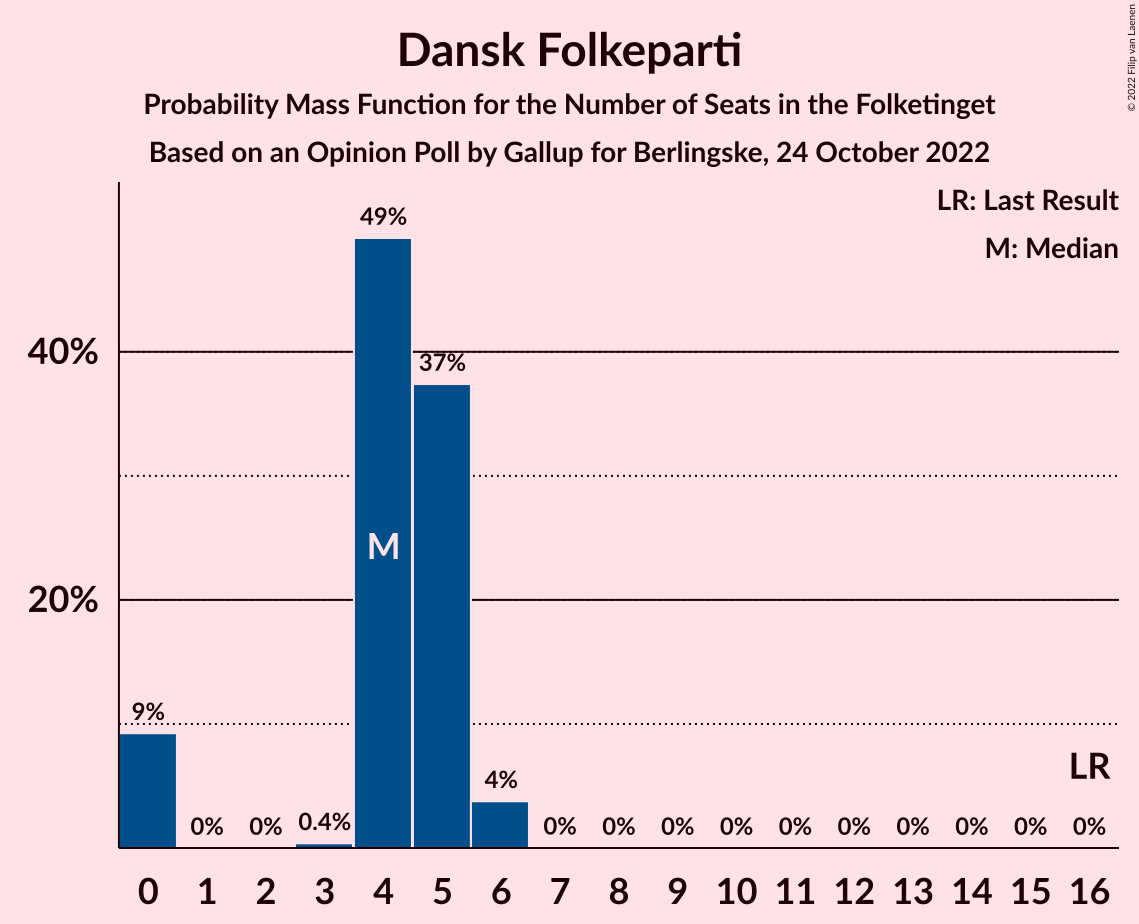 Dansk Folkeparti
Probability Mass Function for the Number of Seats in the Folketinget
Based on an Opinion Poll by Gallup for Berlingske, 24 October 2022
© 2022 Filip van Laenen
LR: Last Result
M: Median
49%
40%
37%
M
20%
9%
LR
4%
0% 0% 0.4% 0% 0% 0% 0% 0% 0% 0% 0% 0% 0%
0 1 2 3 4 5 6 7 8 9 10 11 12 13 14 15 16